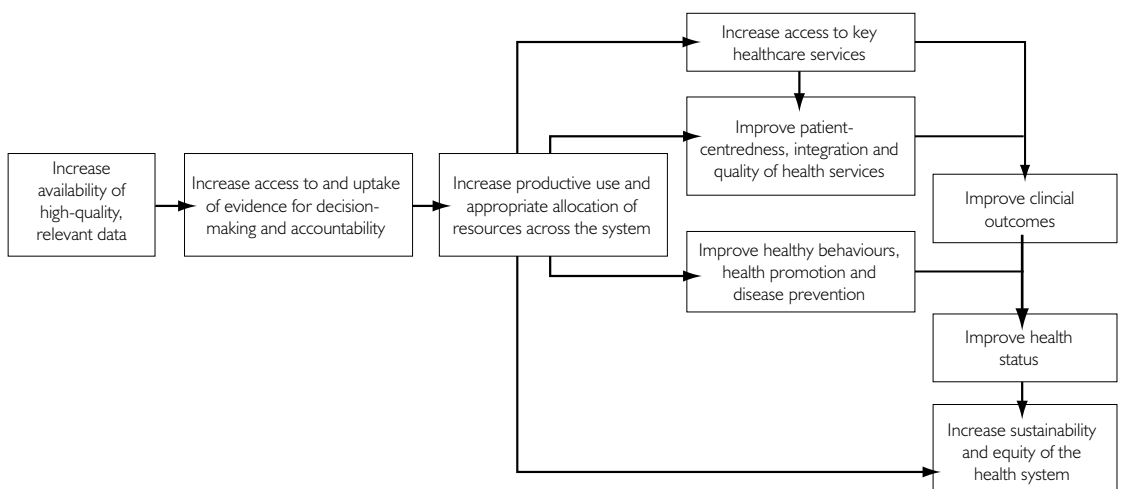 Increase
availability of
high-quality,
relevant data
Increase access to and uptake
of evidence for decision-
making and accountability
Increase productive use and
appropriate allocation of
resources across the system
Increase access to key
healthcare services
Improve patient-
centredness, integration and
quality of health services
Improve healthy behaviours,
health promotion and
disease prevention
Improve clincial
outcomes
Improve health
status
Increase sustainability
and equity of the
health system